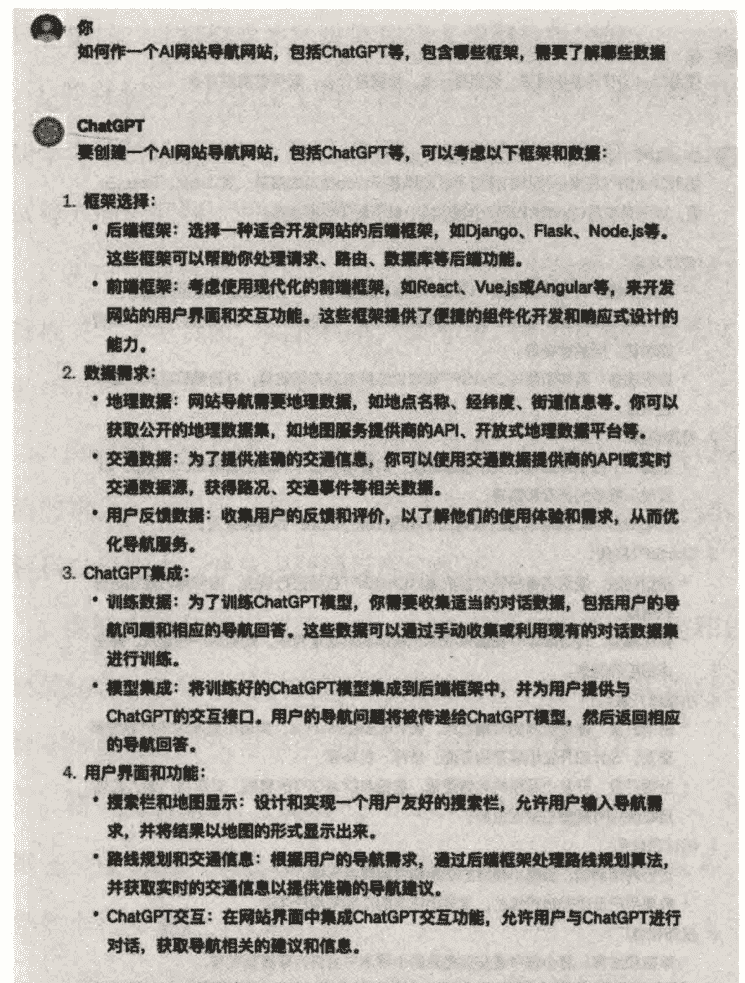 你
如何作一个AI网站导航网站，包括ChatGPT等，包含哪些框架，需要了解哪些数据
ChatGPT
要创建一个AI网站导航网站，包括ChatGPT等，可以考虑以下框架和数据：
1. 框架选择：
• 后端框架：选择一种适合开发网站的后端框架，如Django、Flask、Node.js等。
这些框架可以帮助你处理请求、路由、数据库等后端功能。
• 前端框架：考虑使用现代化的前端框架，如React、Vue.js或Angular等，来开发
网站的用户界面和交互功能。这些框架提供了便捷的组件化开发和响应式设计的
能力。
2. 数据需求：
• 地理数据：网站导航需要地理数据，如地点名称、经纬度、街道信息等。你可以
获取公开的地理数据集，如地图服务提供商的API、开放式地理数据平台等。
• 交通数据：为了提供准确的交通信息，你可以使用交通数据提供商的API或实时
交通数据源，获得路况、交通事件等相关数据。
• 用户反馈数据：收集用户的反馈和评价，以了解他们的使用体验和需求，从而优
化导航服务。
3. ChatGPT集成：
• 训练数据：为了训练ChatGPT模型，你需要收集适当的对话数据，包括用户的导
航问题和相应的导航回答。这些数据可以通过手动收集或利用现有的对话数据集
进行训练。
• 模型集成：将训练好的ChatGPT模型集成到后端框架中，并为用户提供与
ChatGPT的交互接口。用户的导航问题将被传递给ChatGPT模型，然后返回相应
的导航回答。
4. 用户界面和功能：
• 搜索栏和地图显示：设计和实现一个用户友好的搜索栏，允许用户输入导航需
求，并将结果以地图的形式显示出来。
• 路线规划和交通信息：根据用户的导航需求，通过后端框架处理路线规划算法，
并获取实时的交通信息以提供准确的导航建议。
• ChatGPT交互：在网站界面中集成ChatGPT交互功能，允许用户与ChatGPT进行
对话，获取导航相关的建议和信息。